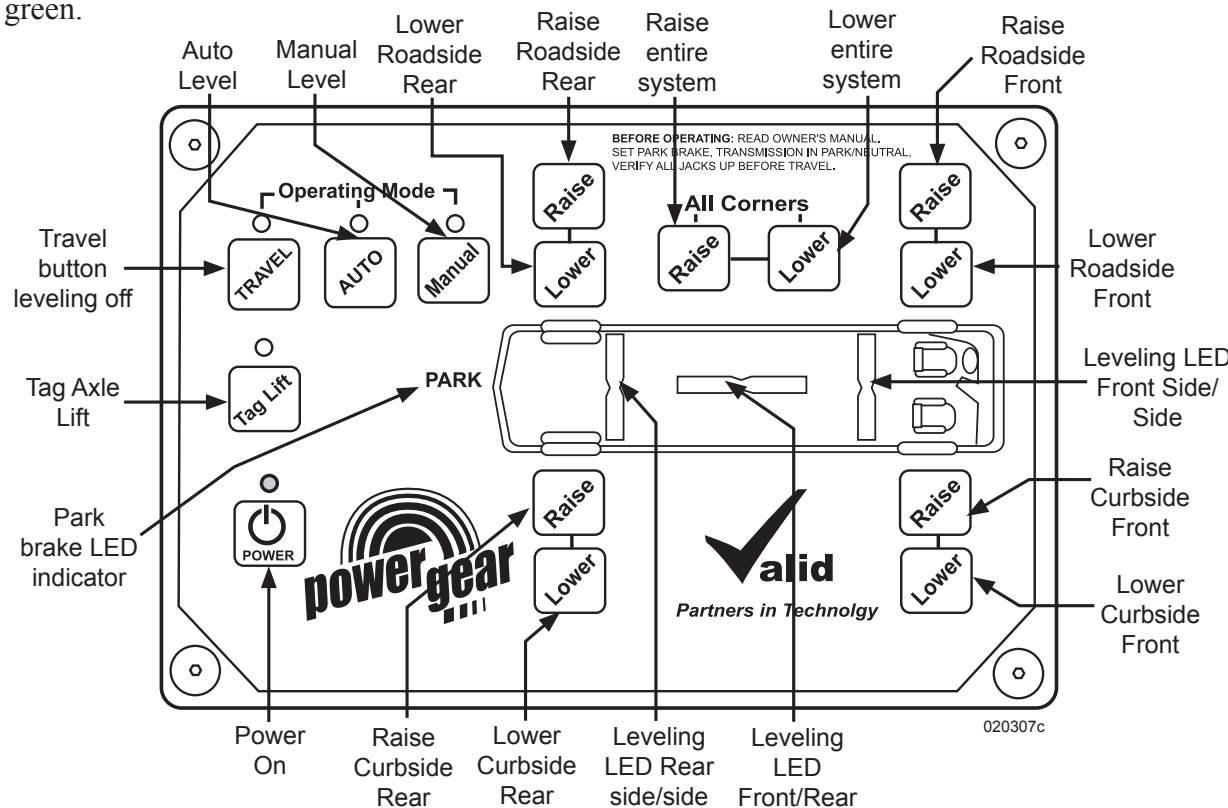 green.
Auto
Level
Manual
Level
Lower
Roadside
Rear
Raise
Roadside
Rear
Raise
entire
system
Lower
entire
system
Raise
Roadside
Front
BEFORE OPERATING: READ OWNER'S MANUAL.
SET PARK BRAKE, TRANSMISSION IN PARK/NEUTRAL,
VERIFY ALL JACKS UP BEFORE TRAVEL.
Operating Mode
TRAVEL
AUTO
Manual
Raise
Lower
All Corners
Raise
Lower
Raise
Lower
Travel
button
leveling off
Lower
Roadside
Front
Tag Axle
Lift
Tag Lift
PARK
Leveling LED
Front Side/
Side
Park
brake LED
indicator
POWER
power
gear
Raise
Lower
Valid
Partners in Technolgy
Raise
Lower
Raise
Curbside
Front
Lower
Curbside
Front
020307c
Power
On
Raise
Curbside
Rear
Lower
Curbside
Rear
Leveling
LED Rear
side/side
Leveling
LED
Front/Rear